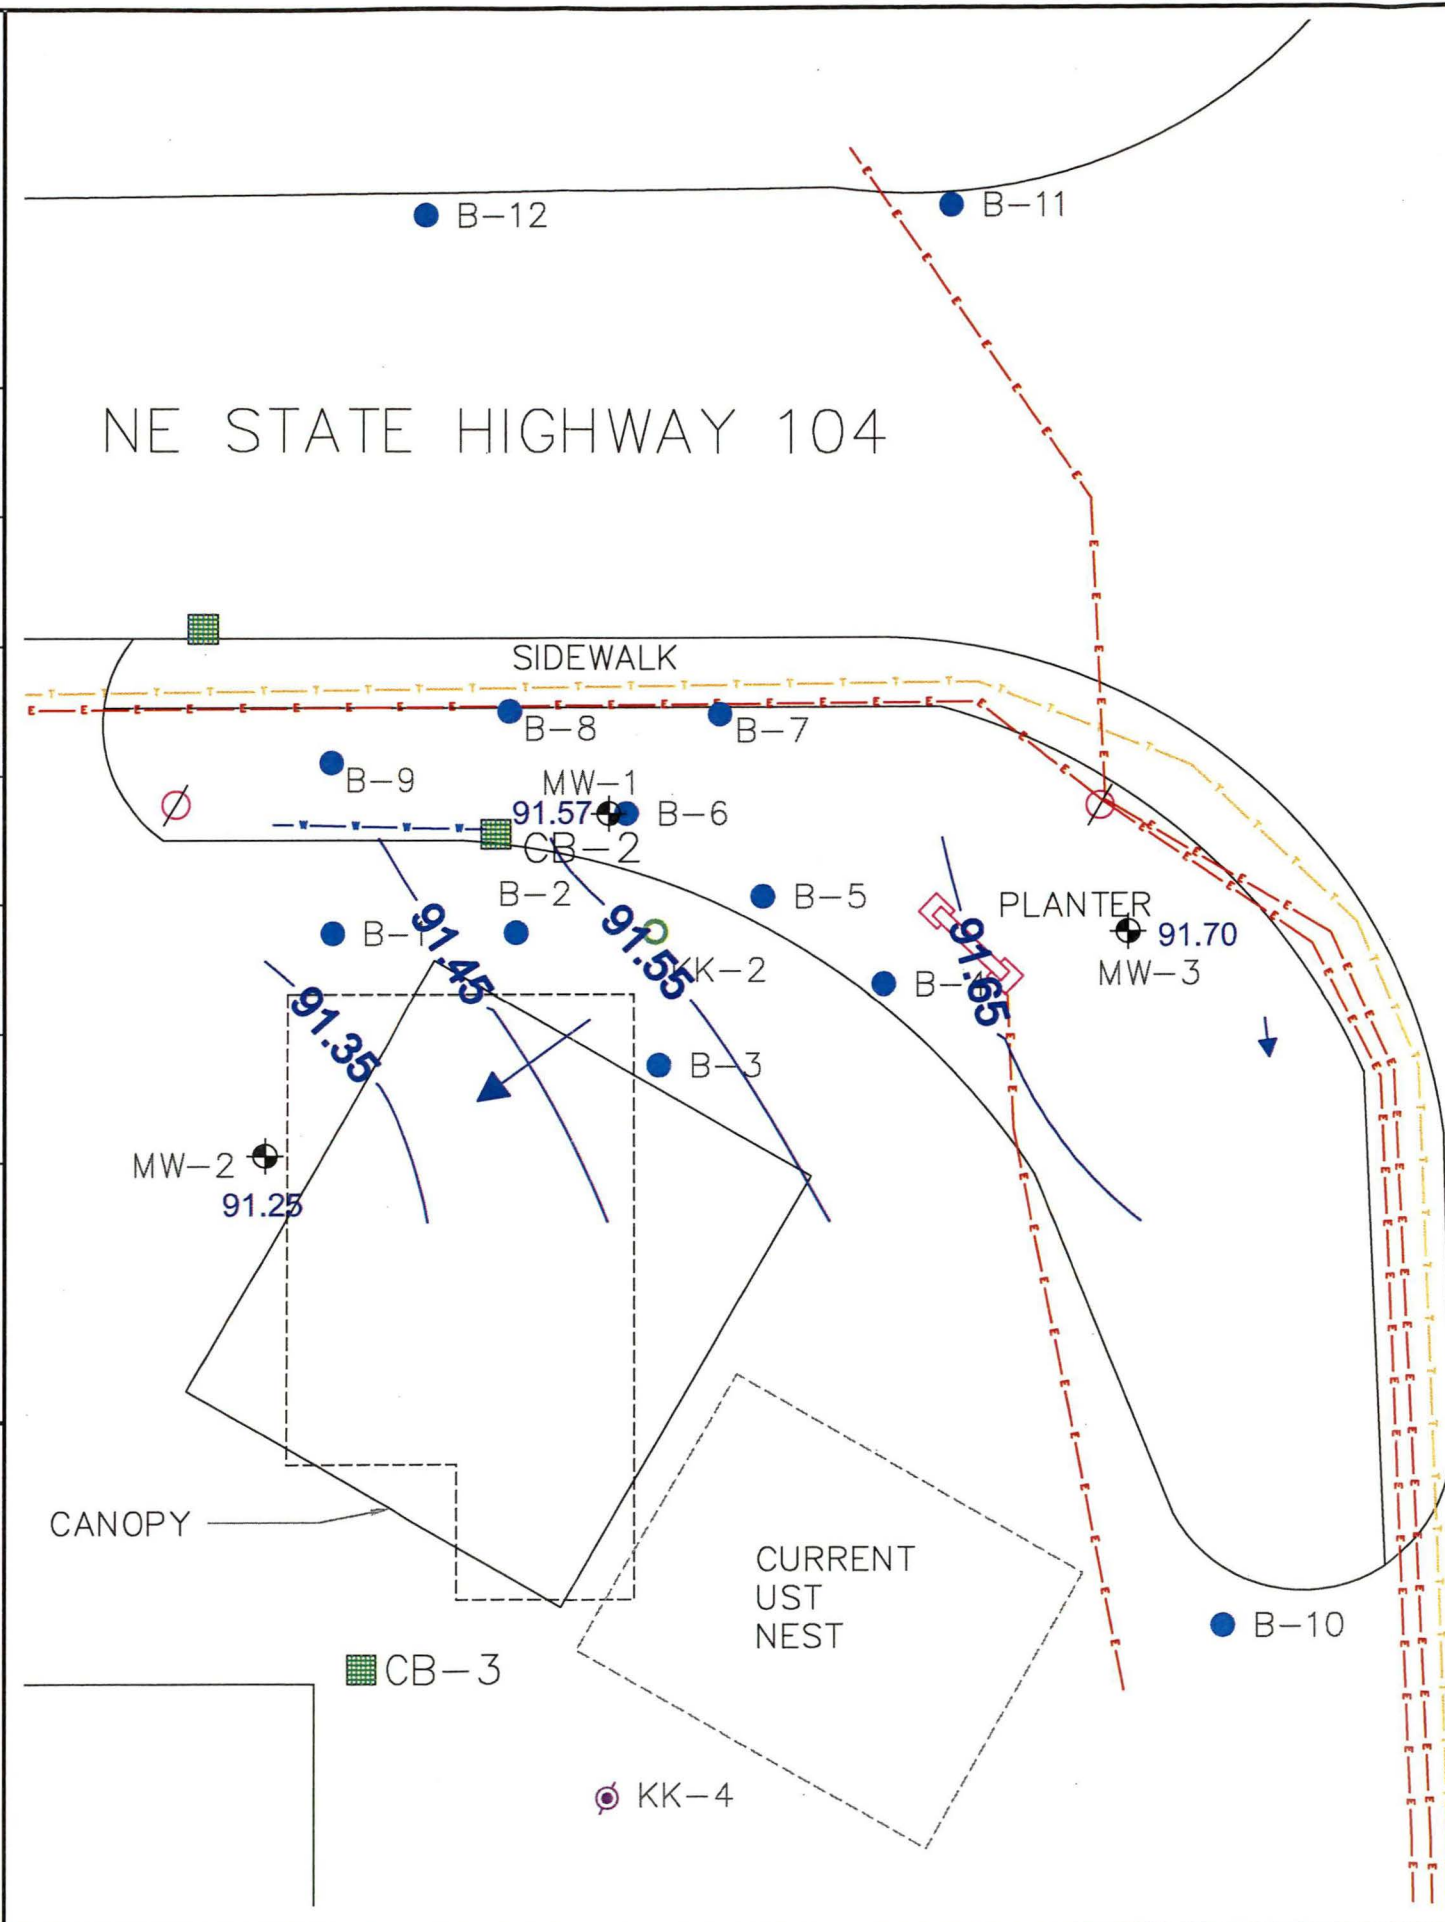 B-12
B-11
NE STATE HIGHWAY 104
SIDEWALK
B-8
B-7
B-9
MW-1
91.57
B-6
CB-2
B-2
B-5
PLANTER
B-1
91.45
91.55
KK-2
91.65
91.70
MW-3
B-4
91.35
B-3
MW-2
91.25
CANOPY
CURRENT
UST
NEST
B-10
CB-3
KK-4